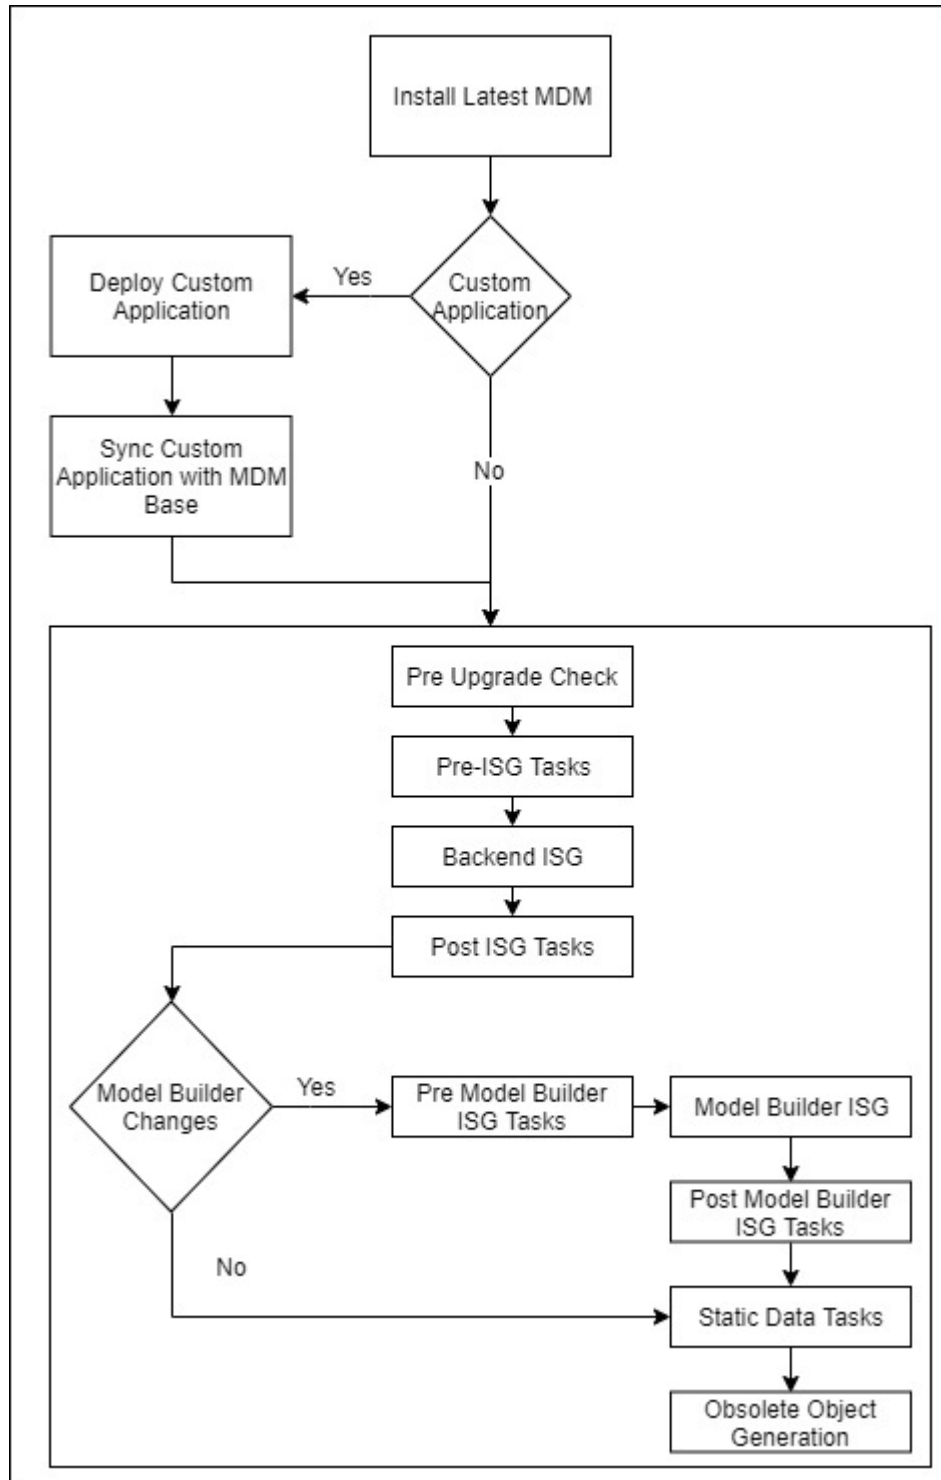 Install Latest MDM
Custom
Application
Yes
Deploy Custom
Application
Sync Custom
Application with MDM
Base
No
Pre Upgrade Check
Pre-ISG Tasks
Backend ISG
Post ISG Tasks
Model Builder
Changes
Yes
Pre Model Builder
ISG Tasks
Model Builder ISG
Post Model Builder
ISG Tasks
No
Static Data Tasks
Obsolete Object
Generation